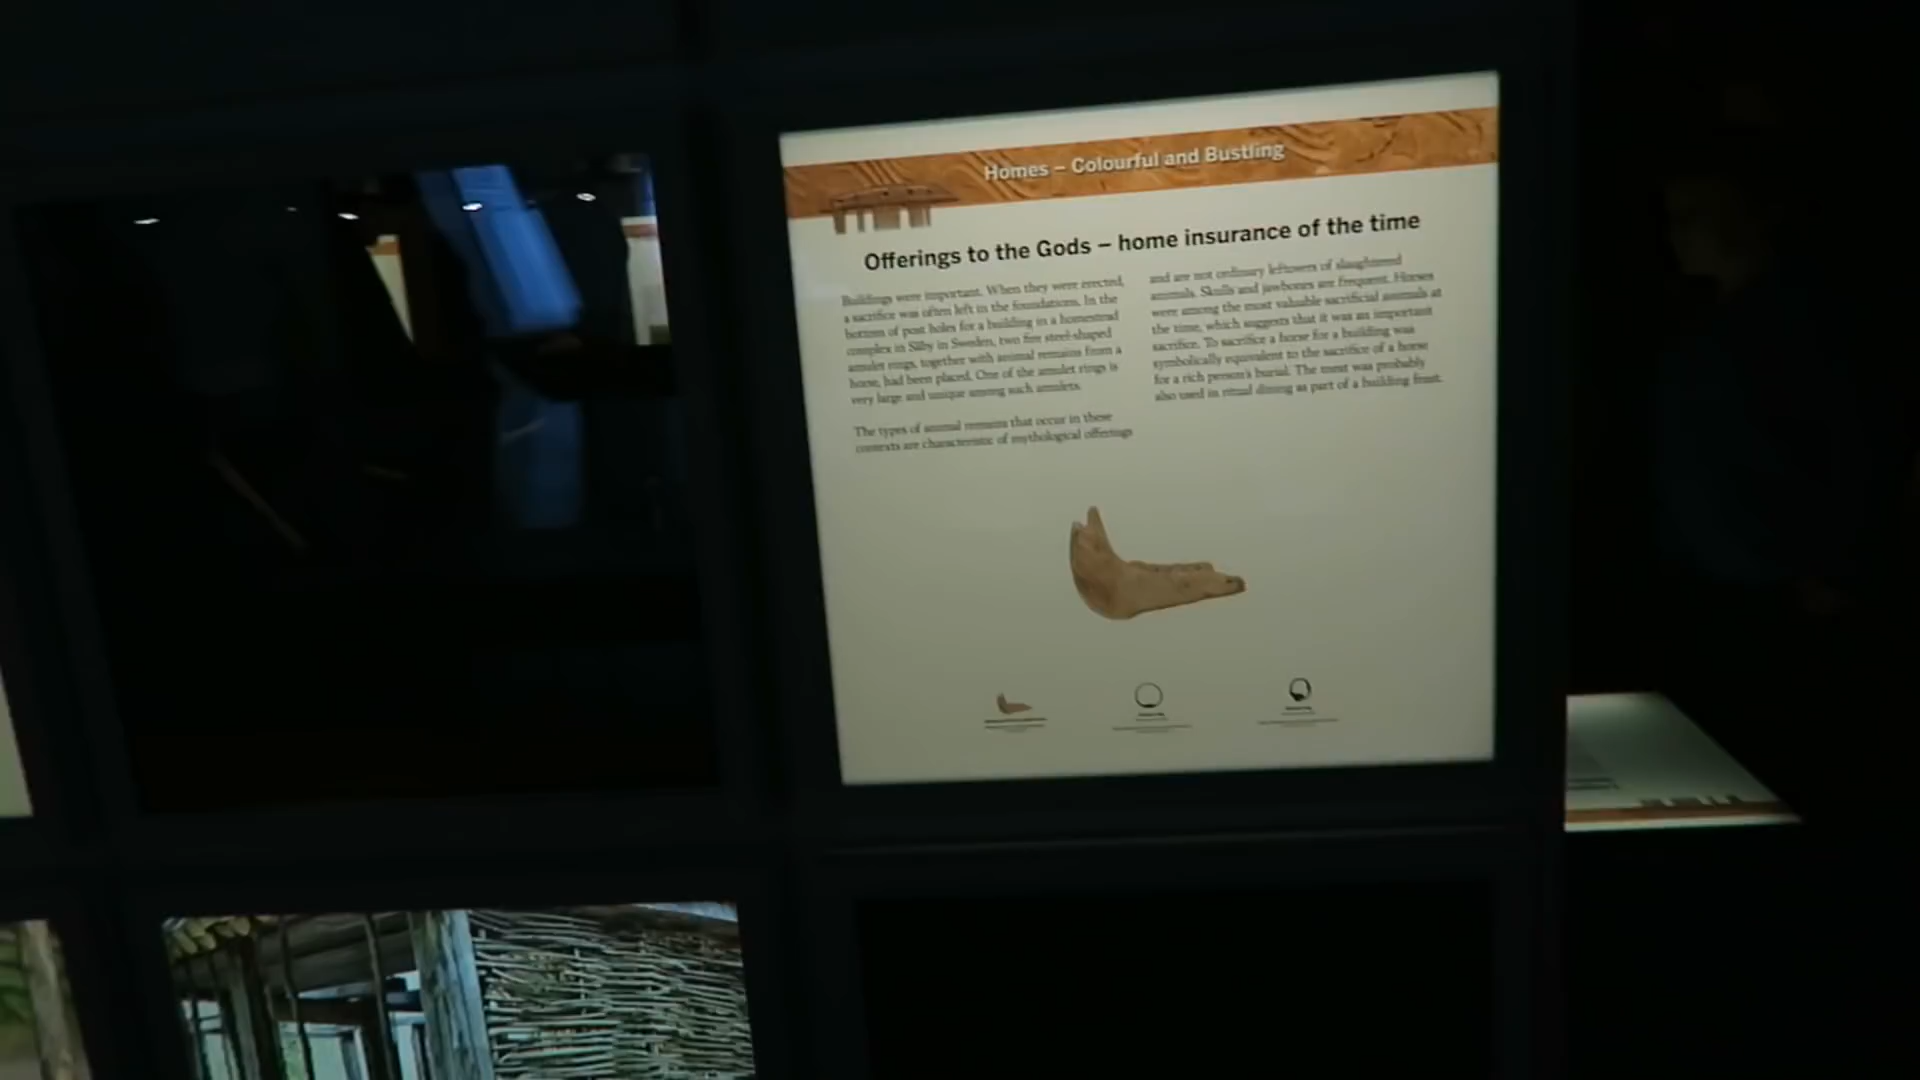 Homes – Colourful and Bustling
Offerings to the Gods – home insurance of the time
Buildings were important. When they were erected,
a sacrifice was often left in the foundations. In the
bottom of post holes for a building in a homestead
complex in Silby in Sweden, two fire steel-shaped
amulet rings, together with animal remains from a
horse, had been placed. One of the amulet rings is
very large and unique among such amulets.
The types of animal remains that occur in these
contexts are characteristic of mythological offerings
and are not ordinary leftovers of slaughtered
animals. Skulls and jawbones are frequent. Horses
were among the most valuable sacrificial animals at
the time, which suggests that it was an important
sacrifice. To sacrifice a horse for a building was
symbolically equivalent to the sacrifice of a horse
for a rich person's burial. The meat was probably
also used in ritual dining as part of a building feast.